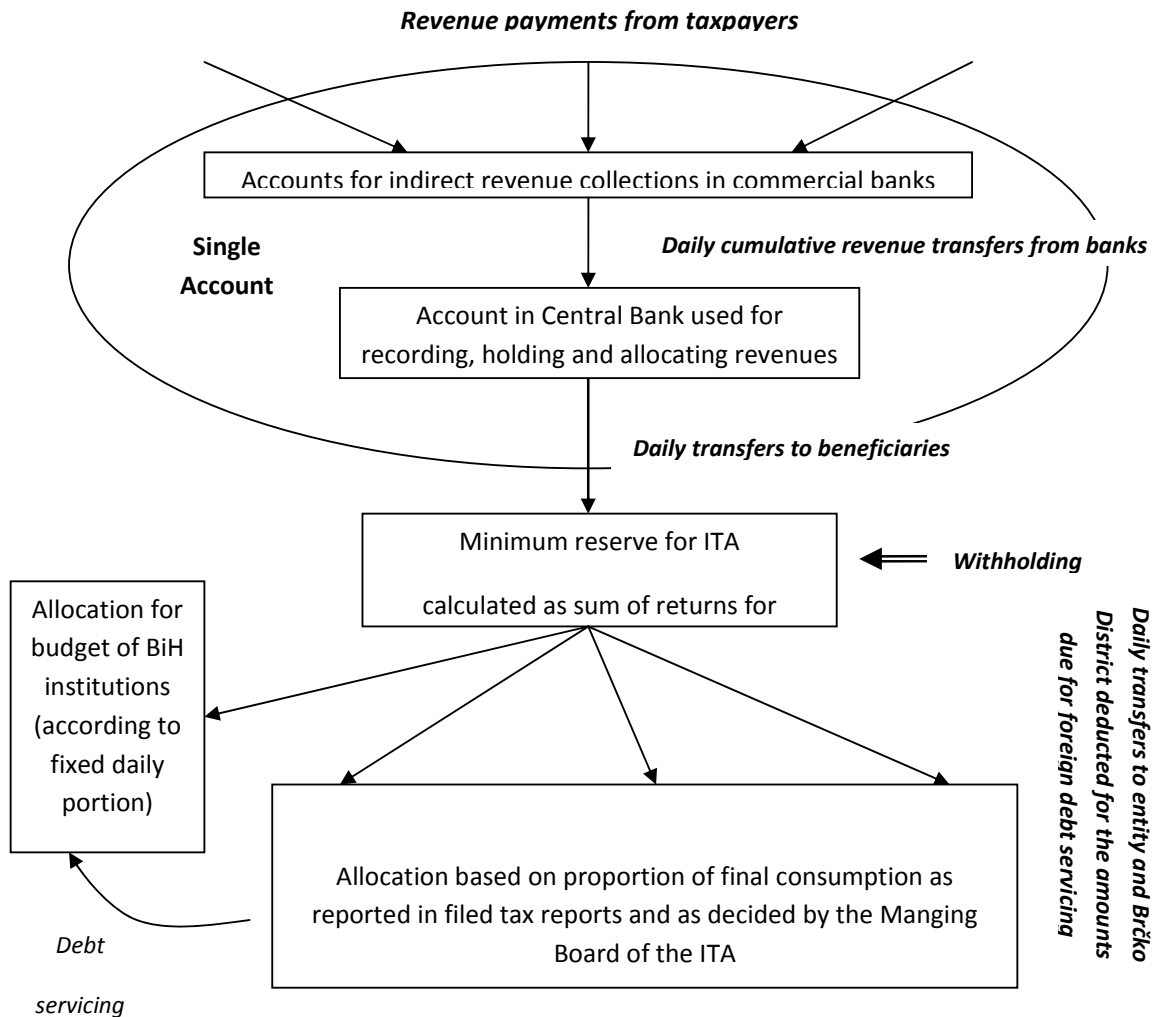 Revenue payments from taxpayers
Accounts for indirect revenue collections in commercial banks
Single
Account
Daily cumulative revenue transfers from banks
Account in Central Bank used for
recording, holding and allocating revenues
Daily transfers to beneficiaries
Minimum reserve for ITA
calculated as sum of returns for
Withholding
Allocation for
budget of BiH
institutions
(according to
fixed daily
portion)
Daily transfers to entity and Brčko
District deducted for the amounts
due for foreign debt servicing
Allocation based on proportion of final consumption as
reported in filed tax reports and as decided by the Manging
Board of the ITA
Debt
servicing